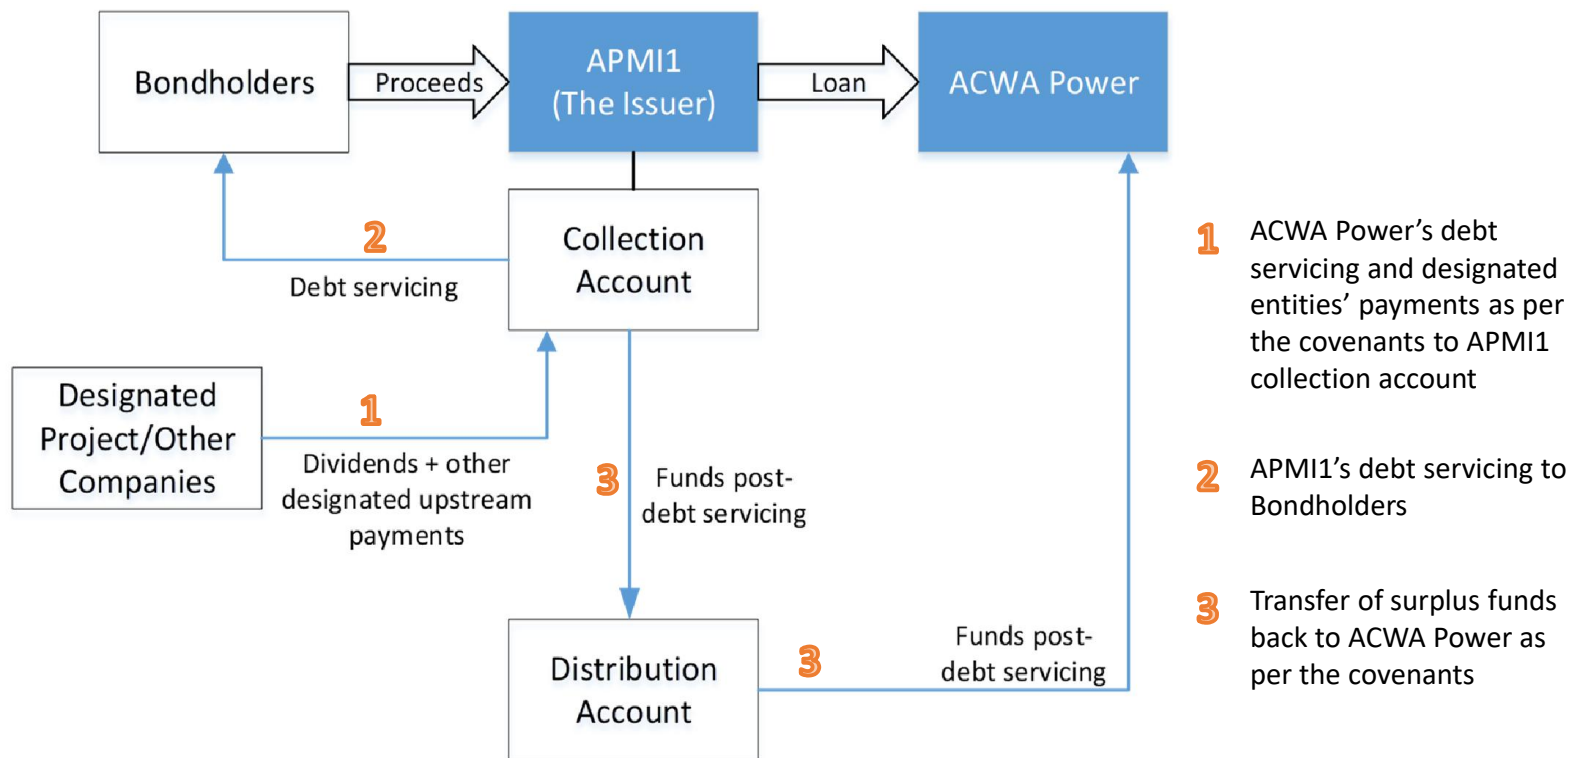 Bondholders
Proceeds
APMI1
(The Issuer)
Loan
ACWA Power
2
Debt servicing
Collection
Account
Designated
Project/Other
Companies
1
Dividends + other
designated upstream
payments
3
Funds post-
debt servicing
Distribution
Account
3
Funds post-
debt servicing
1
ACWA Power’s debt
servicing and designated
entities’ payments as per
the covenants to APMI1
collection account
2
APMI1’s debt servicing to
Bondholders
3
Transfer of surplus funds
back to ACWA Power as
per the covenants